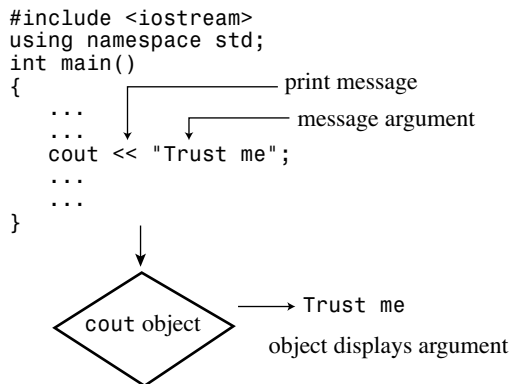 #include <iostream>
using namespace std;
int main()
{
print message
...
message argument
...
cout << "Trust me";
...
...
}
cout object
Trust me
object displays argument